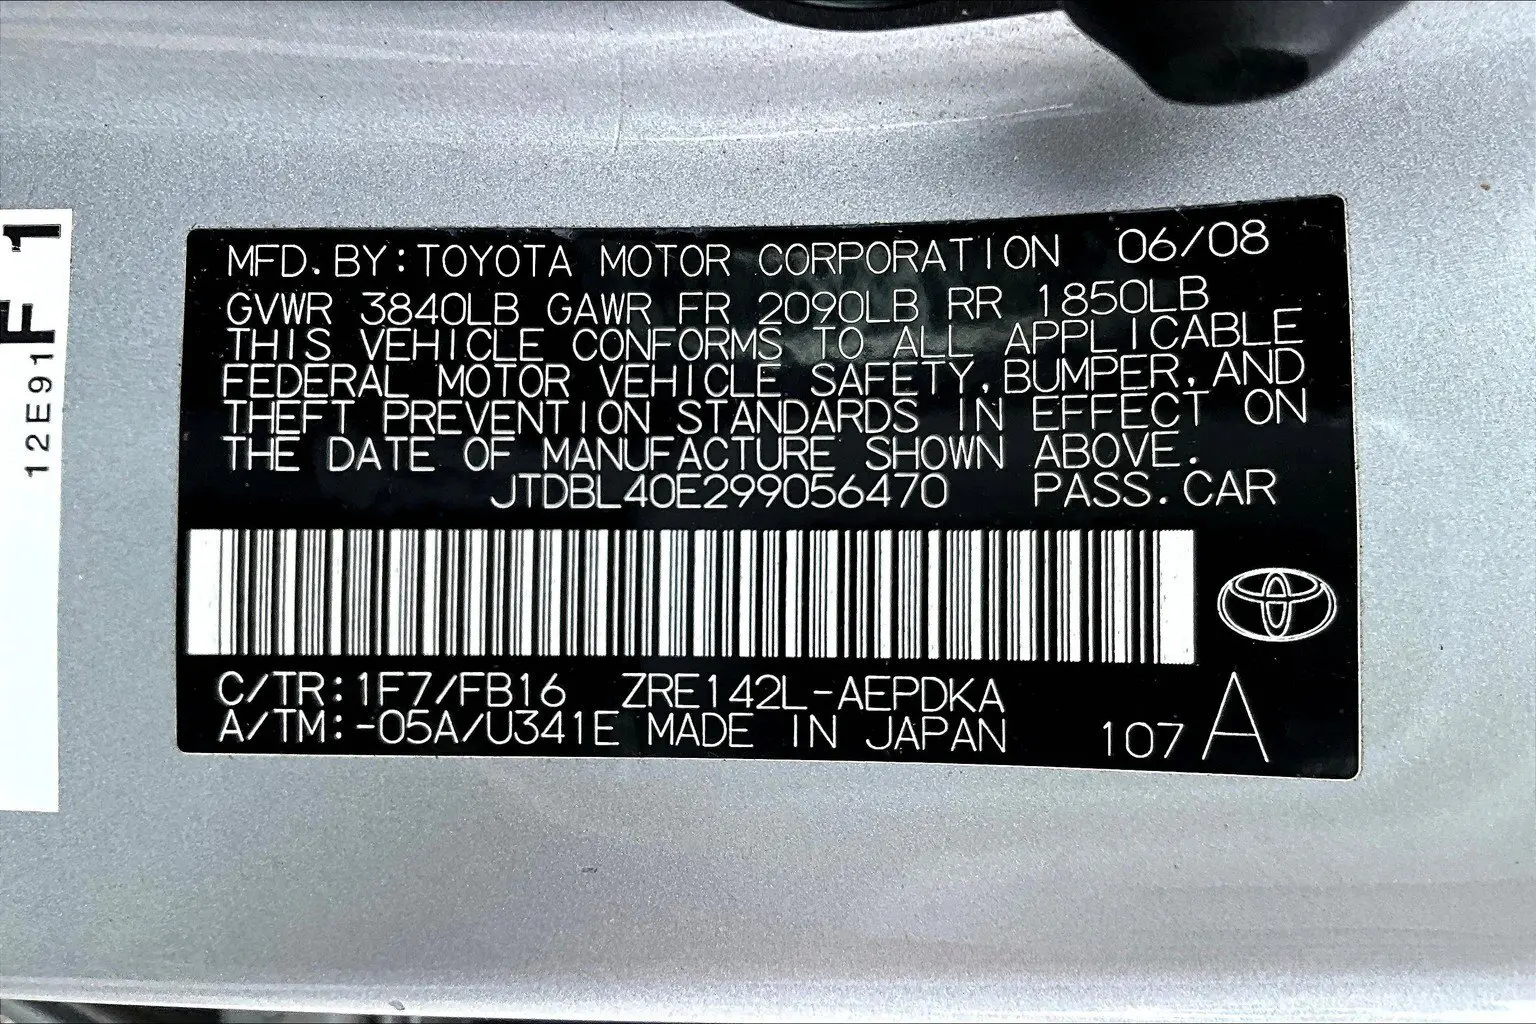 F 1
12E91
MFD. BY: TOYOTA MOTOR CORPORATION 06/08
GVWR 3840LB GAWR FR 2090LB RR 1850LB
THIS VEHICLE CONFORMS TO ALL APPLICABLE
FEDERAL MOTOR VEHICLE SAFETY, BUMPER, AND
THEFT PREVENTION STANDARDS IN EFFECT ON
THE DATE OF MANUFACTURE SHOWN ABOVE.
JTDBL40E299056470 PASS. CAR
C/TR: 1F7/FB16 ZRE142L-AEPDKA
A/TM: -05A/U341E MADE IN JAPAN 107 A